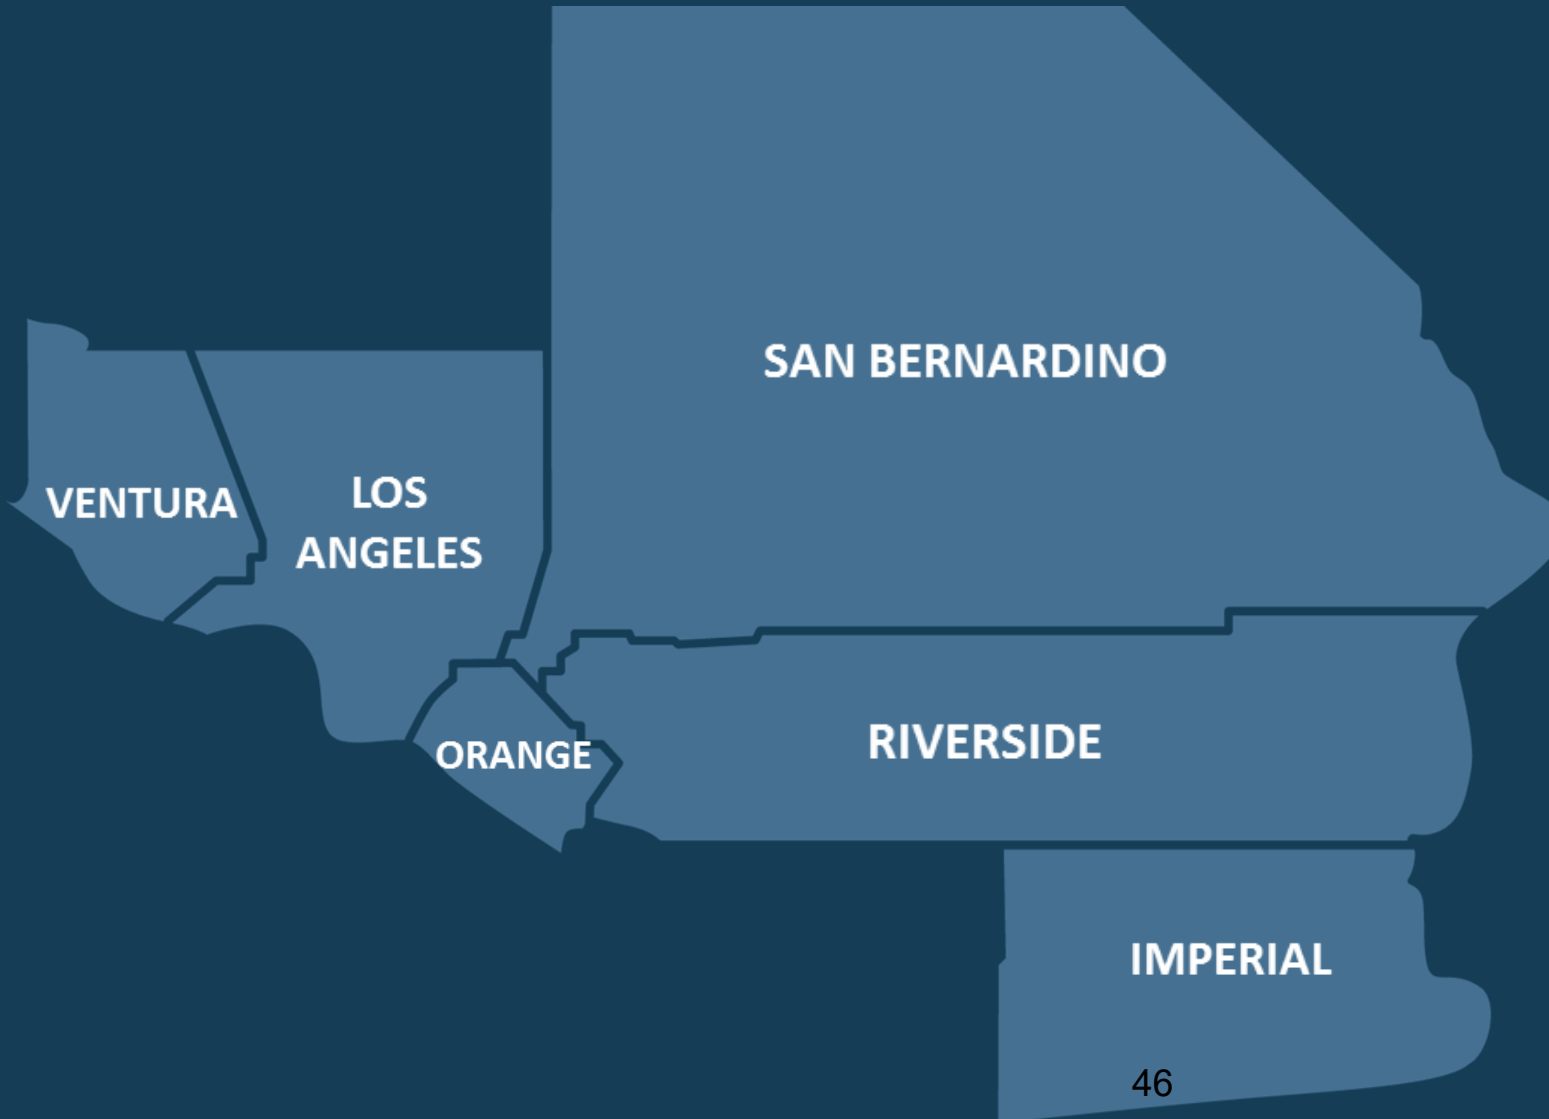 SAN BERNARDINO
VENTURA
LOS
ANGELES
ORANGE
RIVERSIDE
IMPERIAL
46